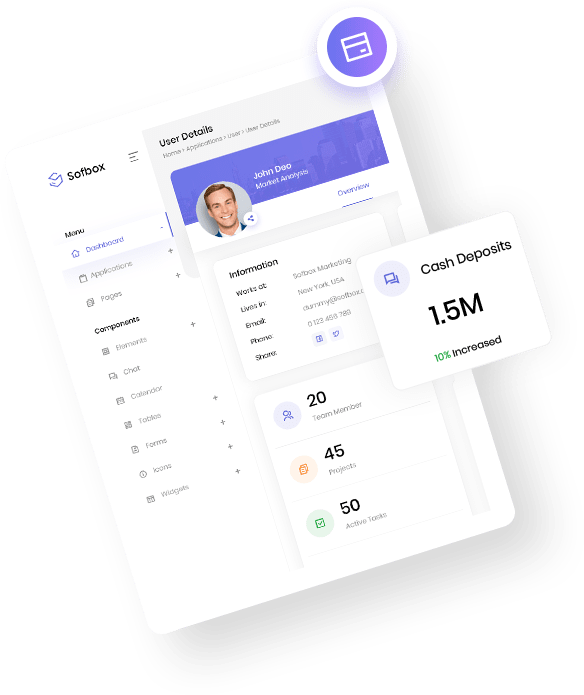 Sofbox
Menu
Dashboard
Applications
Pages
Components
Elements
Chat
Calendar
Tables
Forms
Icons
Widgets
User Details
Home > Applications > User > User Details
John Deo
Market Analysis
Overview
Information
Works at: Sofbox Marketing
Lives in: New York, USA
Email: dummy@sofbox.c
Phone: 0 123 456 789
Share:
20
Team Member
45
Projects
50
Active Tasks
Cash Deposits
1.5M
10% Increased